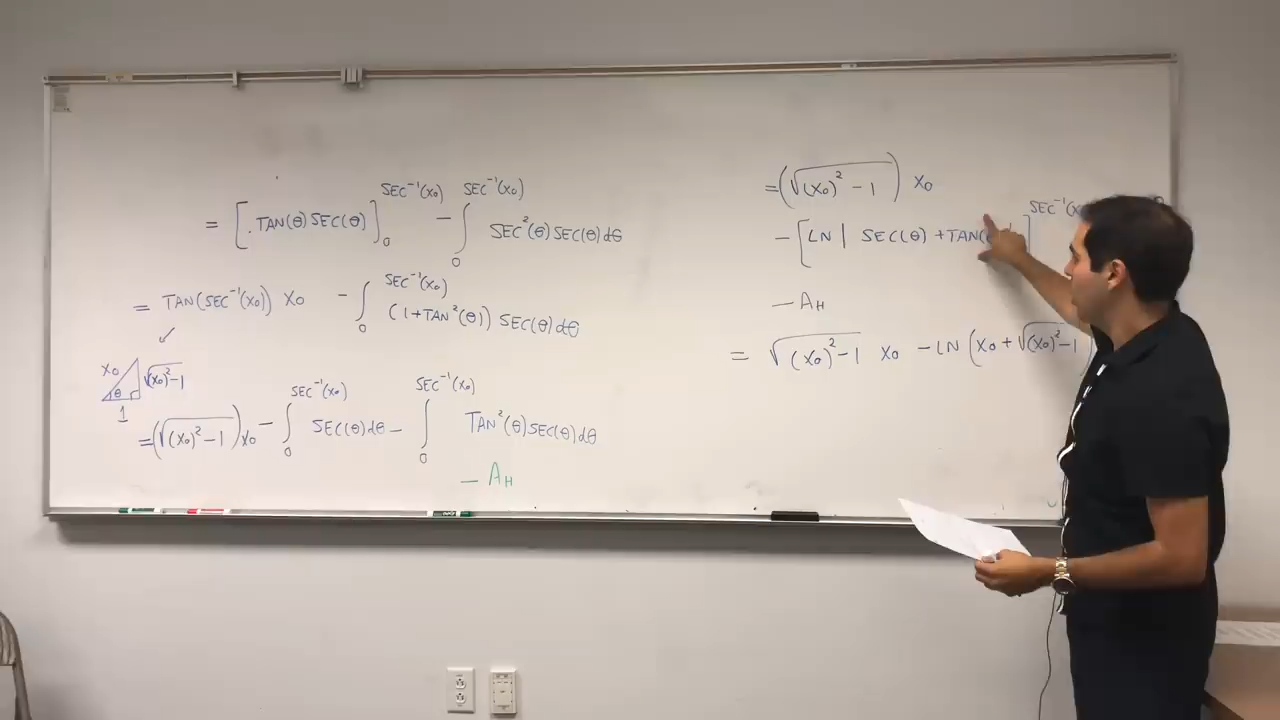 = [TAN(θ) SEC(θ)]₀^SEC⁻¹(X₀) − ∫₀^SEC⁻¹(X₀) SEC²(θ) SEC(θ) dθ
= TAN(SEC⁻¹(X₀)) X₀ − ∫₀^SEC⁻¹(X₀) (1+TAN²(θ)) SEC(θ) dθ
X₀ √(X₀)²−1
θ
1
= (√(X₀)²−1) X₀ − ∫₀^SEC⁻¹(X₀) SEC(θ) dθ − ∫₀^SEC⁻¹(X₀) TAN²(θ) SEC(θ) dθ
− A_H
= (√(X₀)²−1) X₀
− [LN | SEC(θ) + TAN( ] SEC⁻¹(X
− A_H
= √(X₀)²−1 X₀ − LN (X₀ + √(X₀)²−1